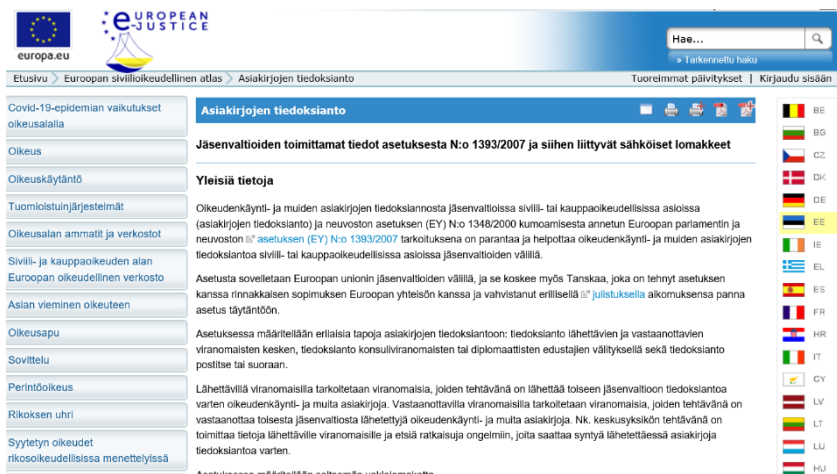 europa.eu
EUROPEAN
E-JUSTICE
Hae...
» Tarkennettu haku
Etusivu > Euroopan siviilioikeudellinen atlas > Asiakirjojen tiedoksianto
Tuoreimmat päivitykset | Kirjaudu sisään
Covid-19-epidemian vaikutukset
oikeusalalla
Oikeus
Oikeuskäytäntö
Tuomioistuinjärjestelmät
Oikeusalan ammatit ja verkostot
Siviili- ja kauppaoikeuden alan
Euroopan oikeudellinen verkosto
Asian vieminen oikeuteen
Oikeusapu
Sovittelu
Perintöoikeus
Rikoksen uhri
Syytetyn oikeudet
rikosoikeudellisissa menettelyissä
Asiakirjojen tiedoksianto
Jäsenvaltioiden toimittamat tiedot asetuksesta N:o 1393/2007 ja siihen liittyvät sähköiset lomakkeet
Yleisiä tietoja
Oikeudenkäynti- ja muiden asiakirjojen tiedoksiannosta jäsenvaltioissa siviili- tai kauppaoikeudellisissa asioissa
(asiakirjojen tiedoksianto) ja neuvoston asetuksen (EY) N:o 1348/2000 kumoamisesta annetun Euroopan parlamentin ja
neuvoston asetuksen (EY) N:o 1393/2007 tarkoituksena on parantaa ja helpottaa oikeudenkäynti- ja muiden asiakirjojen
tiedoksiantoa siviili- tai kauppaoikeudellisissa asioissa jäsenvaltioiden välillä.
Asetusta sovelletaan Euroopan unionin jäsenvaltioiden välillä, ja se koskee myös Tanskaa, joka on tehnyt asetuksen
kanssa rinnakkaisen sopimuksen Euroopan yhteisön kanssa ja vahvistanut erillisellä julistuksella aikomuksensa panna
asetus täytäntöön.
Asetuksessa määritellään erilaisia tapoja asiakirjojen tiedoksiantoon: tiedoksianto lähettävien ja vastaanottavien
viranomaisten kesken, tiedoksianto konsuliviranomaisten tai diplomaattisten edustajien välityksellä sekä tiedoksianto
postitse tai suoraan.
Lähettävillä viranomaisilla tarkoitetaan viranomaisia, joiden tehtävänä on lähettää toiseen jäsenvaltioon tiedoksiantoa
varten oikeudenkäynti- ja muita asiakirjoja. Vastaanottavilla viranomaisilla tarkoitetaan viranomaisia, joiden tehtävänä on
vastaanottaa toisesta jäsenvaltiosta lähetettyjä oikeudenkäynti- ja muita asiakirjoja. Nk. keskusyksikön tehtävänä on
toimittaa tietoja lähettäville viranomaisille ja etsiä ratkaisuja ongelmiin, joita saattaa syntyä lähetettäessä asiakirjoja
tiedoksiantoa varten.
BE
BG
CZ
DK
DE
EE
IE
EL
ES
FR
HR
IT
CY
LV
LT
LU
HU